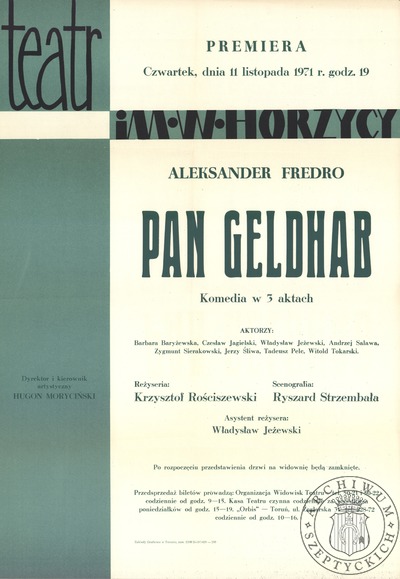 teatr
im·W·HORZYCY
PREMIERA
Czwartek, dnia 11 listopada 1971 r. godz. 19
ALEKSANDER FREDRO
PAN GELDHAB
Komedia w 3 aktach
AKTORZY:
Barbara Baryżewska, Czesław Jagielski, Władysław Jeżewski, Andrzej Saława,
Zygmunt Sierakowski, Jerzy Śliwa, Tadeusz Pelc, Witold Tokarski.
Dyrektor i kierownik
artystyczny
HUGON MORYCIŃSKI
Reżyseria:
Krzysztof Rościszewski
Scenografia:
Ryszard Strzembała
Asystent reżysera:
Władysław Jeżewski
Po rozpoczęciu przedstawienia drzwi na widownię będą zamknięte.
Przedsprzedaż biletów prowadzą: Organizacja Widowisk Teatru
codziennie od godz. 9—15. Kasa Teatru czynna codziennie
poniedziałków od godz. 15—19. „Orbis" — Toruń, ul.
codziennie od godz. 10—16.
ARCHIWUM
SZEPTYCKICH